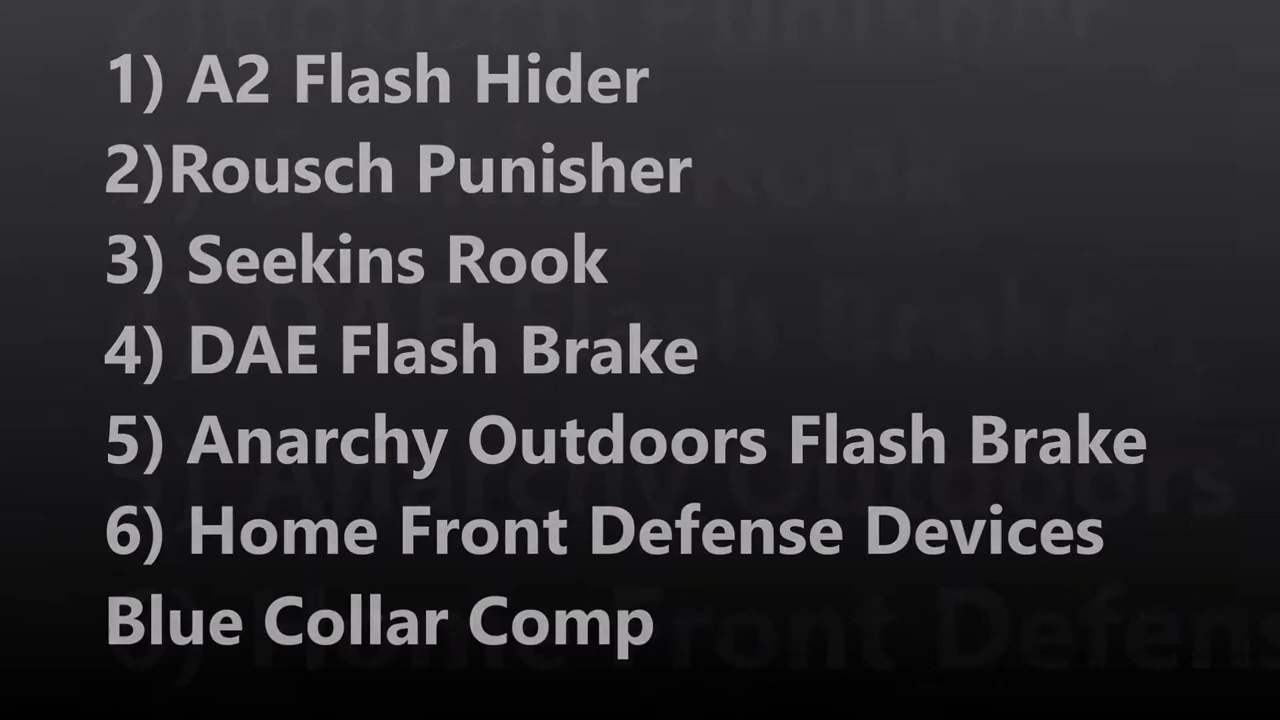 1) A2 Flash Hider
2)Rousch Punisher
3) Seekins Rook
4) DAE Flash Brake
5) Anarchy Outdoors Flash Brake
6) Home Front Defense Devices
Blue Collar Comp